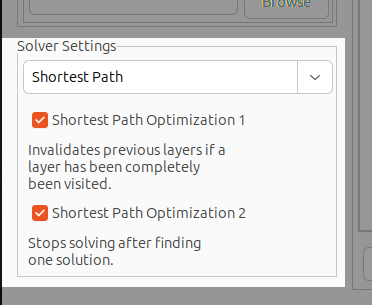 Browse
Solver Settings
Shortest Path
Shortest Path Optimization 1
Invalidates previous layers if a
layer has been completely
been visited.
Shortest Path Optimization 2
Stops solving after finding
one solution.